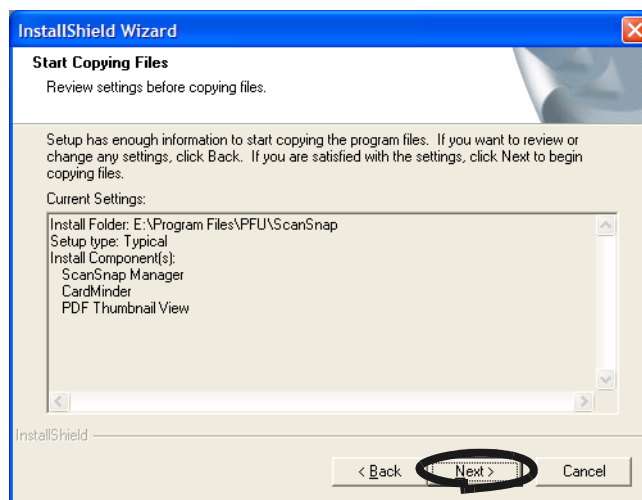 InstallShield Wizard
Start Copying Files
Review settings before copying files.
Setup has enough information to start copying the program files. If you want to review or
change any settings, click Back. If you are satisfied with the settings, click Next to begin
copying files.
Current Settings:
Install Folder: E:\Program Files\PFU\ScanSnap
Setup type: Typical
Install Component(s):
ScanSnap Manager
CardMinder
PDF Thumbnail View
InstallShield
< Back Next > Cancel